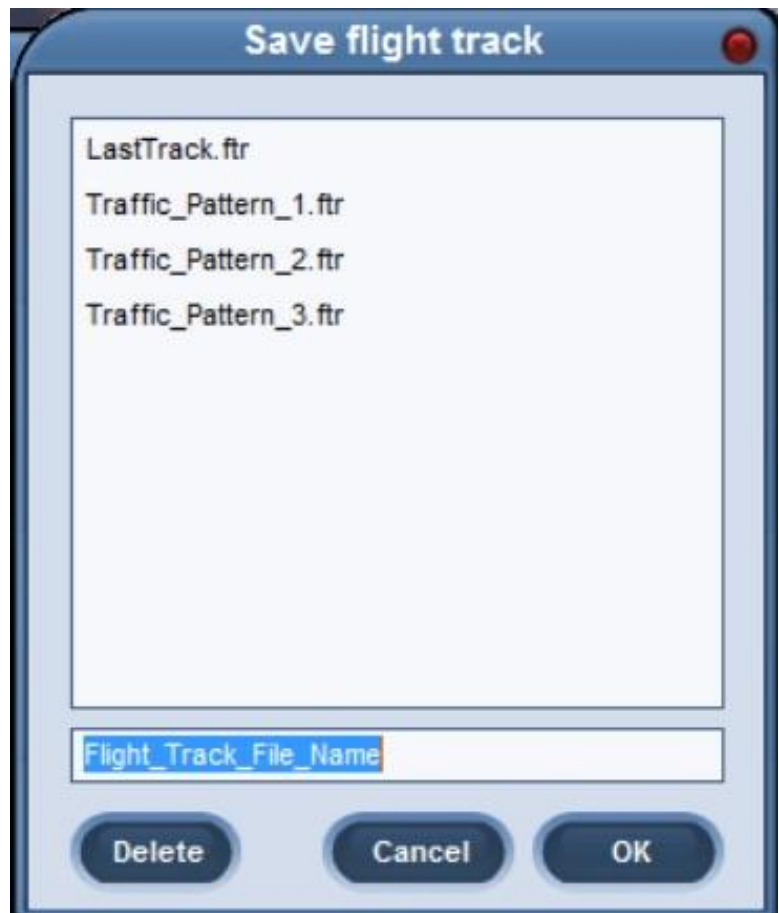 Save flight track
LastTrack.ftr
Traffic_Pattern_1.ftr
Traffic_Pattern_2.ftr
Traffic_Pattern_3.ftr
Flight_Track_File_Name
Delete Cancel OK